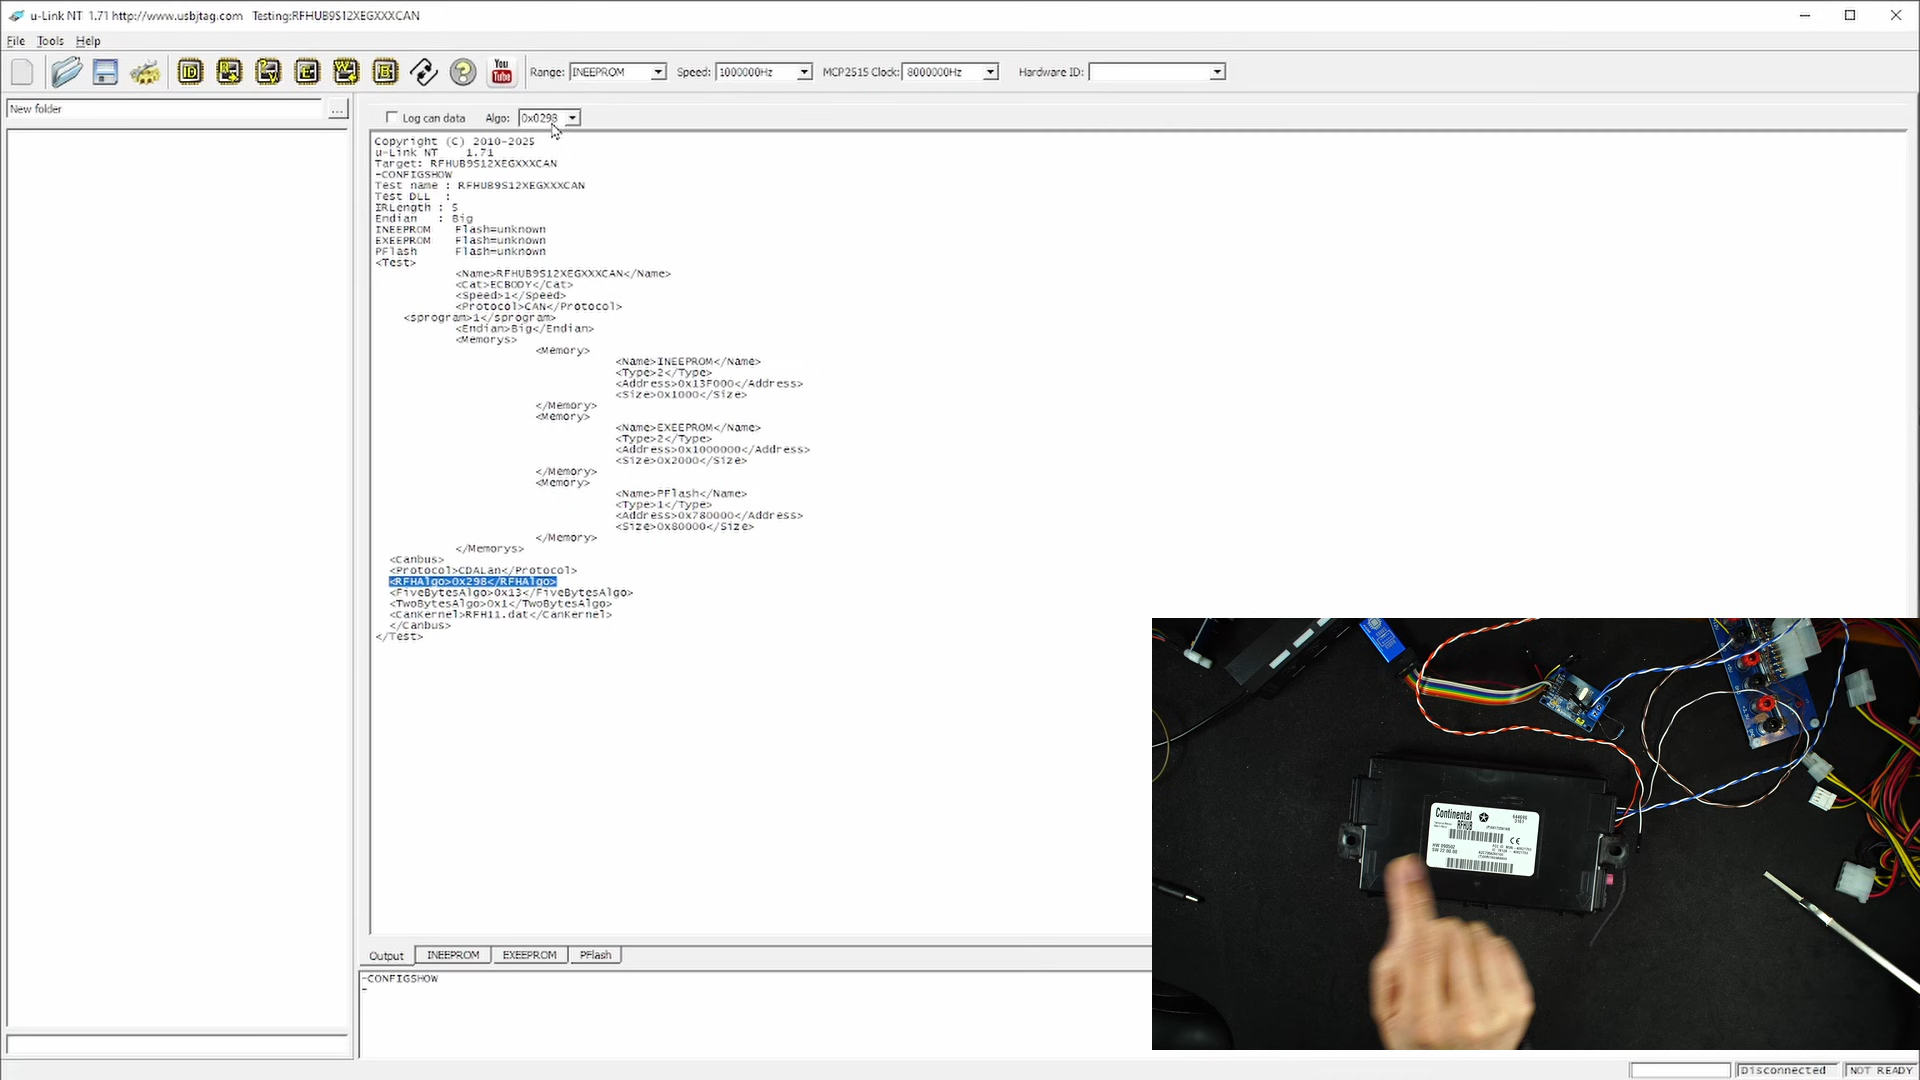 u-Link NT 1.71 http://www.usbjtag.com Testing:RFHUB9S12XEGXXXCAN
File Tools Help
You Tube
Range: INEEPROM Speed: 1000000Hz MCP2515 Clock: 8000000Hz Hardware ID:
New folder ...
Log can data Algo: 0x0298
Copyright (C) 2010-2025
u-Link NT 1.71
Target: RFHUB9S12XEGXXXCAN
-CONFIGSHOW
Test name : RFHUB9S12XEGXXXCAN
Test DLL :
IRLength : 5
Endian : Big
INEEPROM Flash=unknown
EXEEPROM Flash=unknown
PFlash Flash=unknown
<Test>
<Name>RFHUB9S12XEGXXXCAN</Name>
<Cat>ECBODY</Cat>
<Speed>1</Speed>
<Protocol>CAN</Protocol>
<sprogram>1</sprogram>
<Endian>Big</Endian>
<Memorys>
<Memory>
<Name>INEEPROM</Name>
<Type>2</Type>
<Address>0x13F000</Address>
<Size>0x1000</Size>
</Memory>
<Memory>
<Name>EXEEPROM</Name>
<Type>2</Type>
<Address>0x1000000</Address>
<Size>0x2000</Size>
</Memory>
<Memory>
<Name>PFlash</Name>
<Type>1</Type>
<Address>0x780000</Address>
<Size>0x80000</Size>
</Memory>
</Memorys>
<Canbus>
<Protocol>CDALan</Protocol>
<RFHAlgo>0x298</RFHAlgo>
<FiveBytesAlgo>0x13</FiveBytesAlgo>
<TwoBytesAlgo>0x1</TwoBytesAlgo>
<CanKernel>RFH11.dat</CanKernel>
</Canbus>
</Test>
Output INEEPROM EXEEPROM PFlash
-CONFIGSHOW
-
Continental
RFHUB
CE
Disconnected NOT READY